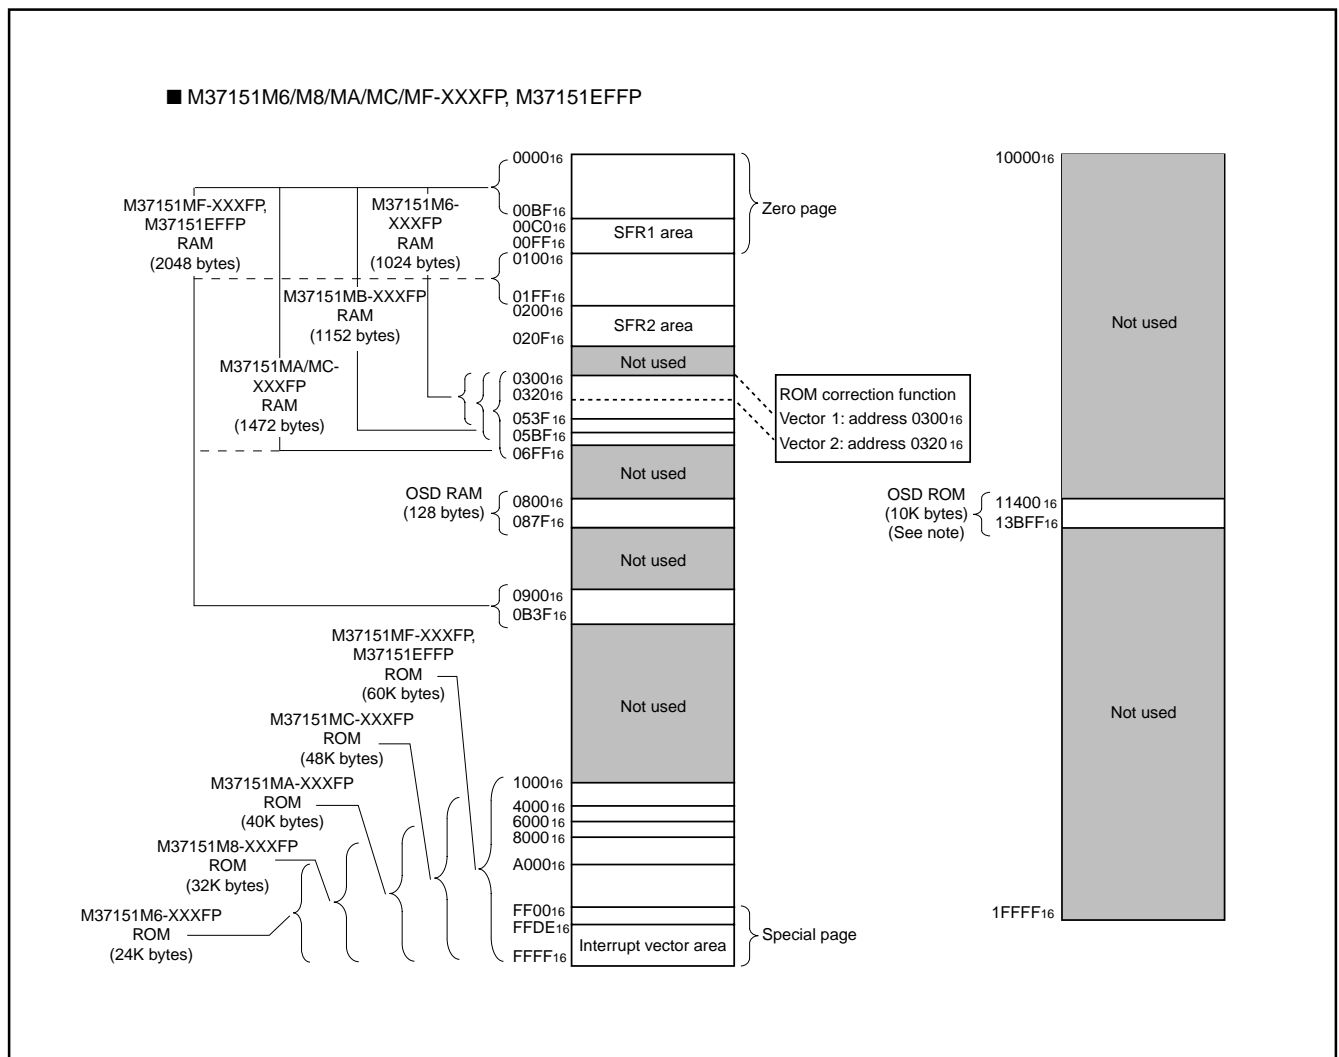 ■ M37151M6/M8/MA/MC/MF-XXXFP, M37151EFFP
M37151MF-XXXFP,
M37151EFFP
RAM
(2048 bytes)
M37151M6-
XXXFP
RAM
(1024 bytes)
M37151MB-XXXFP
RAM
(1152 bytes)
M37151MA/MC-
XXXFP
RAM
(1472 bytes)
OSD RAM
(128 bytes)
M37151MF-XXXFP,
M37151EFFP
ROM
(60K bytes)
M37151MC-XXXFP
ROM
(48K bytes)
M37151MA-XXXFP
ROM
(40K bytes)
M37151M8-XXXFP
ROM
(32K bytes)
M37151M6-XXXFP
ROM
(24K bytes)
0000₁₆
00BF₁₆
00C0₁₆
00FF₁₆
0100₁₆
01FF₁₆
0200₁₆
020F₁₆
0300₁₆
0320₁₆
053F₁₆
05BF₁₆
06FF₁₆
0800₁₆
087F₁₆
0900₁₆
0B3F₁₆
1000₁₆
4000₁₆
6000₁₆
8000₁₆
A000₁₆
FF00₁₆
FFDE₁₆
FFFF₁₆
SFR1 area
SFR2 area
Not used
Not used
Not used
Not used
Interrupt vector area
Zero page
ROM correction function
Vector 1: address 0300₁₆
Vector 2: address 0320₁₆
Special page
10000₁₆
Not used
OSD ROM
(10K bytes)
(See note)
11400₁₆
13BFF₁₆
Not used
1FFFF₁₆